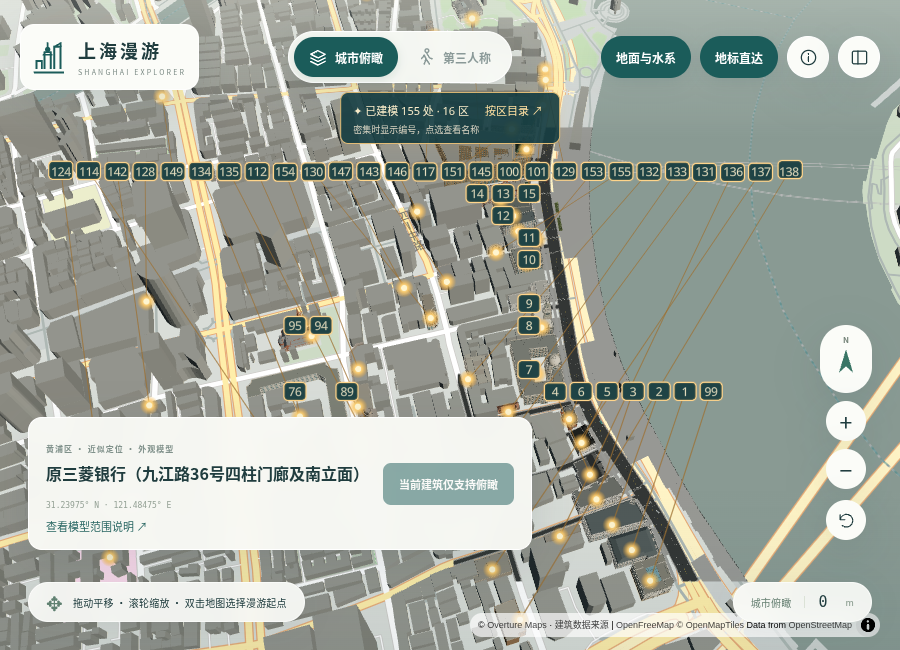 上海漫游
SHANGHAI EXPLORER
城市俯瞰
第三人称
地面与水系
地标直达
✦ 已建模 155 处 · 16 区 按区目录 ↗
密集时显示编号，点选查看名称
124 114 142 128 149 134 135 112 154 130 147 143 146 117 151 145 100 101 129 153 155 132 133 131 136 137 138
14 13 15
12
11
10
9
95 94 8
7
76 89 4 6 5 3 2 1 99
N
+
−
黄浦区 · 近似定位 · 外观模型
原三菱银行（九江路36号四柱门廊及南立面）
当前建筑仅支持俯瞰
31.23975° N · 121.48475° E
查看模型范围说明 ↗
拖动平移 · 滚轮缩放 · 双击地图选择漫游起点
城市俯瞰 0 m
© Overture Maps · 建筑数据来源 | OpenFreeMap © OpenMapTiles Data from OpenStreetMap